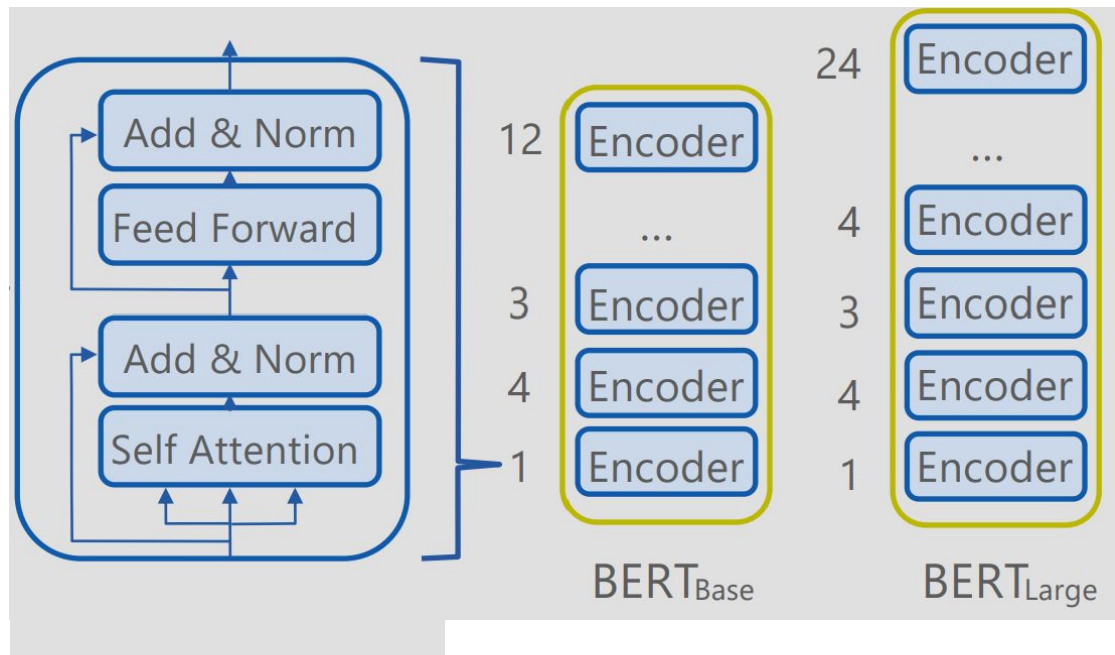 Add & Norm
Feed Forward
Add & Norm
Self Attention
12 Encoder
...
3 Encoder
4 Encoder
1 Encoder
BERTBase
24 Encoder
...
4 Encoder
3 Encoder
4 Encoder
1 Encoder
BERTLarge